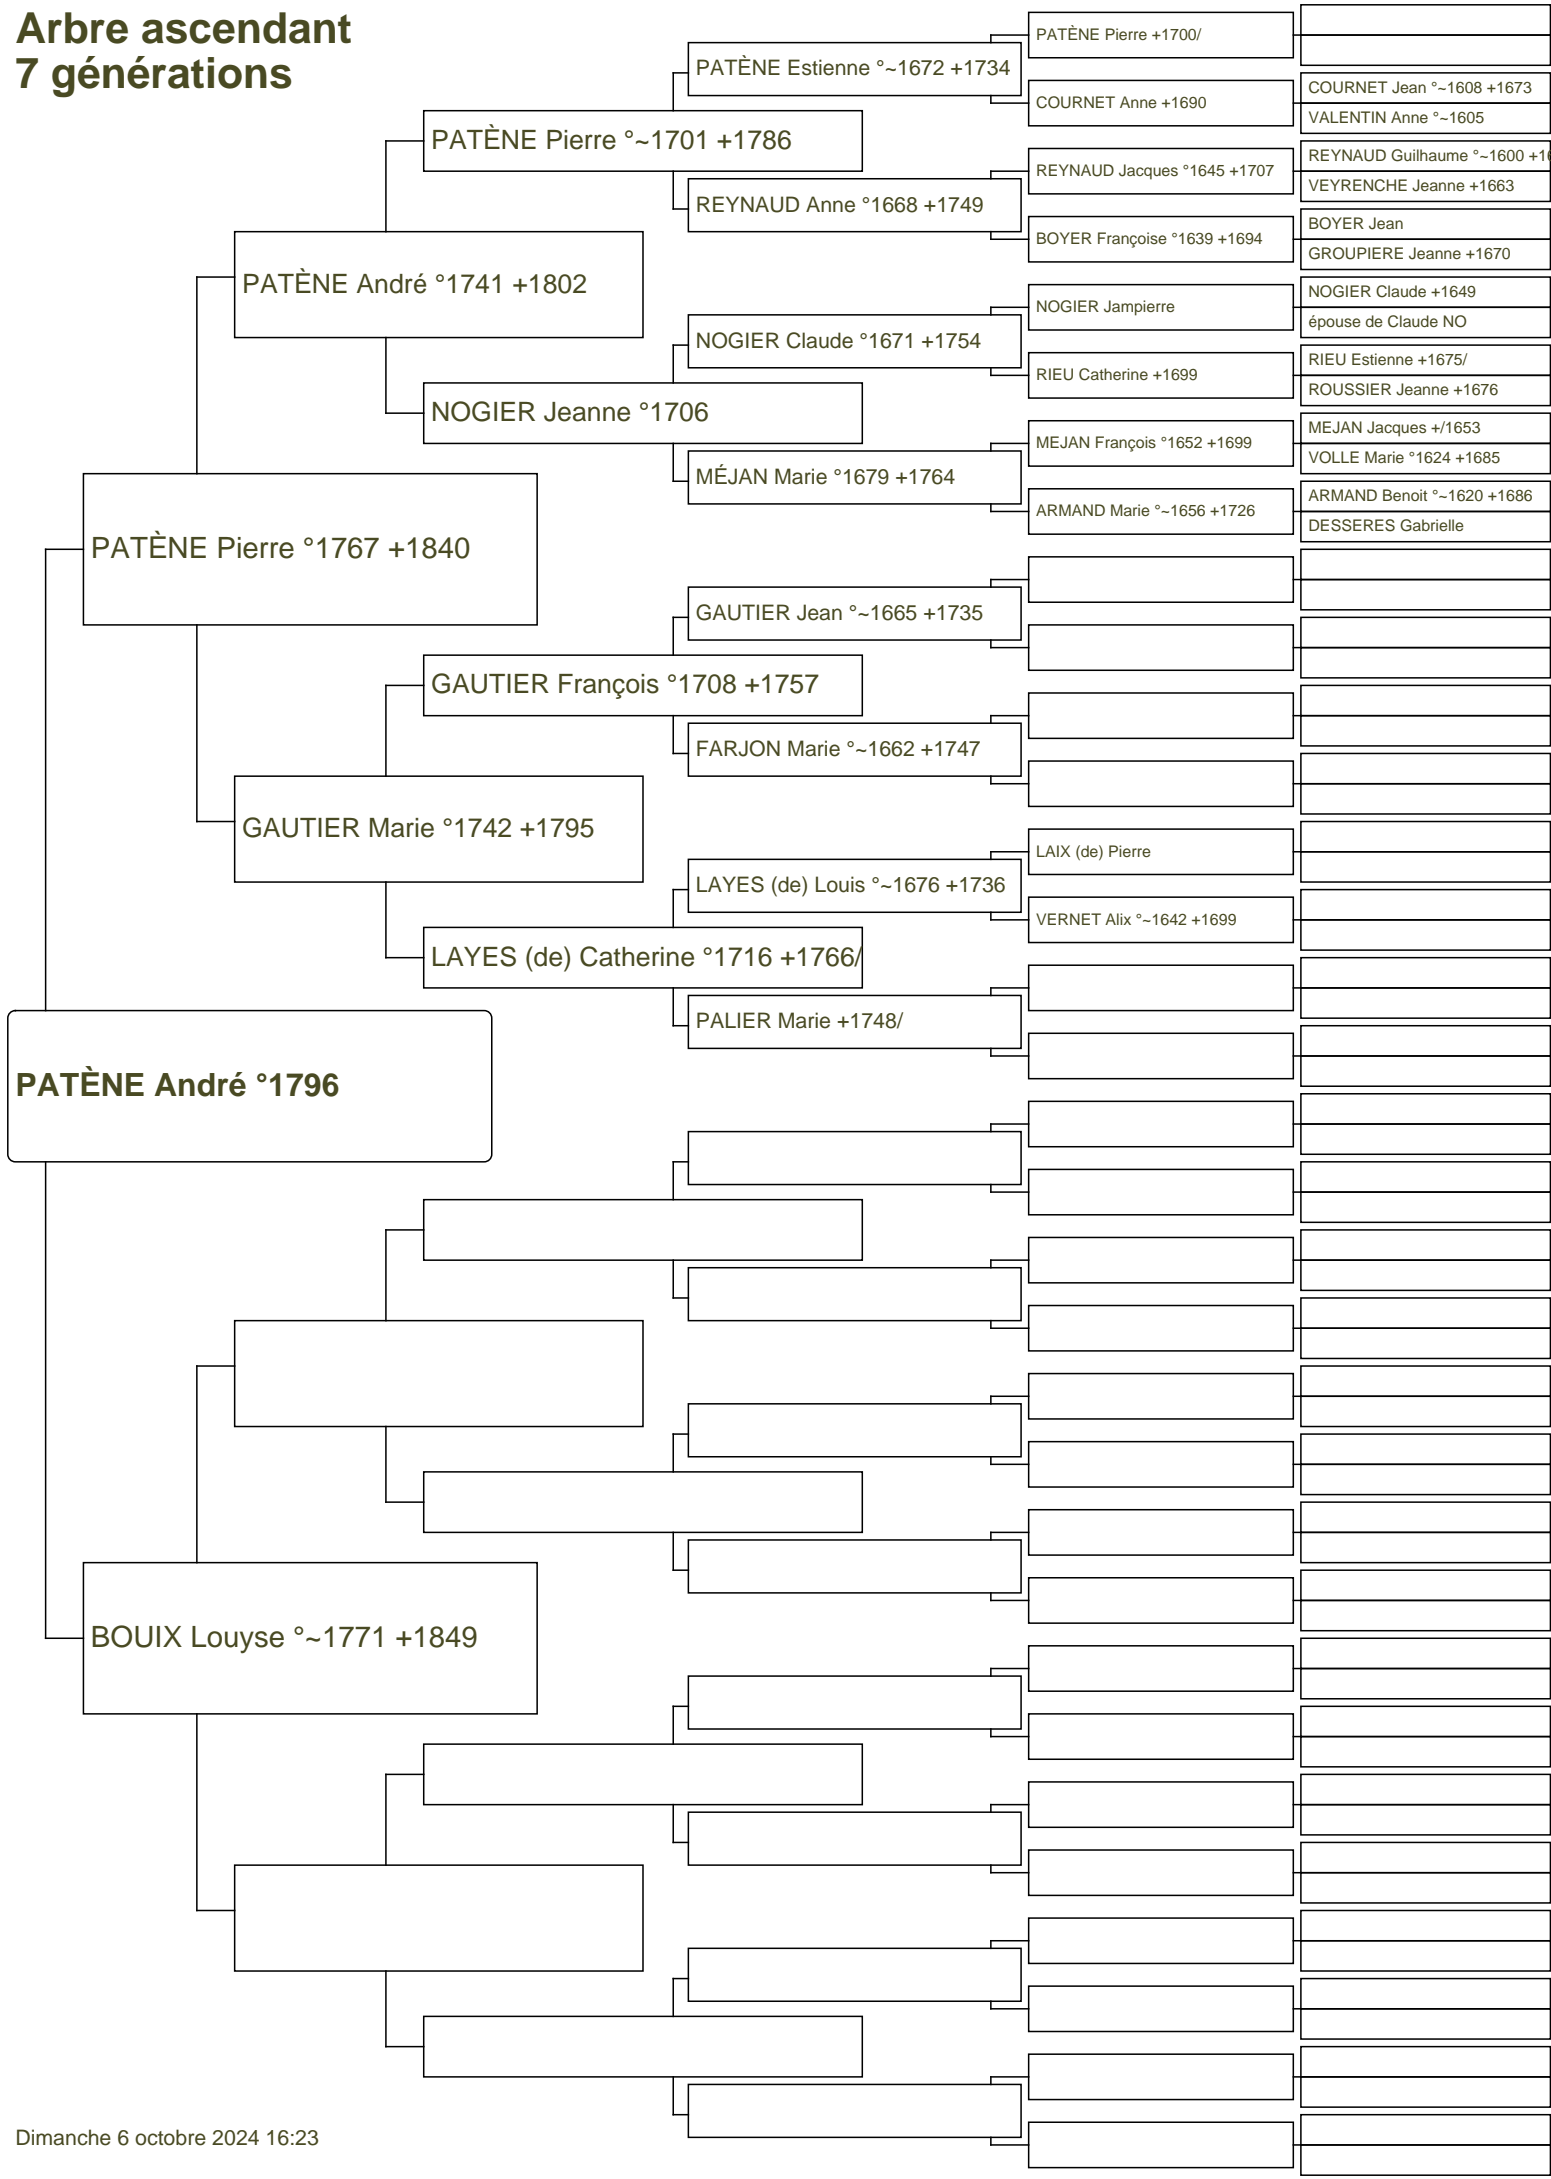 Arbre ascendant
7 générations
PATÈNE André °1796
PATÈNE Pierre °1767 +1840
BOUIX Louyse °~1771 +1849
PATÈNE André °1741 +1802
GAUTIER Marie °1742 +1795
PATÈNE Pierre °~1701 +1786
NOGIER Jeanne °1706
GAUTIER François °1708 +1757
LAYES (de) Catherine °1716 +1766/
PATÈNE Estienne °~1672 +1734
REYNAUD Anne °1668 +1749
NOGIER Claude °1671 +1754
MÉJAN Marie °1679 +1764
GAUTIER Jean °~1665 +1735
FARJON Marie °~1662 +1747
LAYES (de) Louis °~1676 +1736
PALIER Marie +1748/
PATÈNE Pierre +1700/
COURNET Anne +1690
REYNAUD Jacques °1645 +1707
BOYER Françoise °1639 +1694
NOGIER Jampierre
RIEU Catherine +1699
MEJAN François °1652 +1699
ARMAND Marie °~1656 +1726
LAIX (de) Pierre
VERNET Alix °~1642 +1699
COURNET Jean °~1608 +1673
VALENTIN Anne °~1605
REYNAUD Guilhaume °~1600
VEYRENCHE Jeanne +1663
BOYER Jean
GROUPIERE Jeanne +1670
NOGIER Claude +1649
épouse de Claude NO
RIEU Estienne +1675/
ROUSSIER Jeanne +1676
MEJAN Jacques +/1653
VOLLE Marie °1624 +1685
ARMAND Benoit °~1620 +1686
DESSERES Gabrielle
Dimanche 6 octobre 2024 16:23